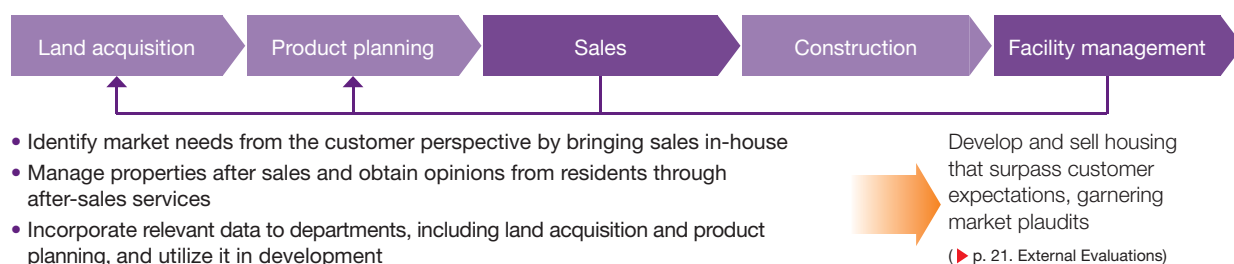 Land acquisition
Product planning
Sales
Construction
Facility management
• Identify market needs from the customer perspective by bringing sales in-house
• Manage properties after sales and obtain opinions from residents through
after-sales services
• Incorporate relevant data to departments, including land acquisition and product
planning, and utilize it in development
Develop and sell housing
that surpass customer
expectations, garnering
market plaudits
(▶p. 21. External Evaluations)